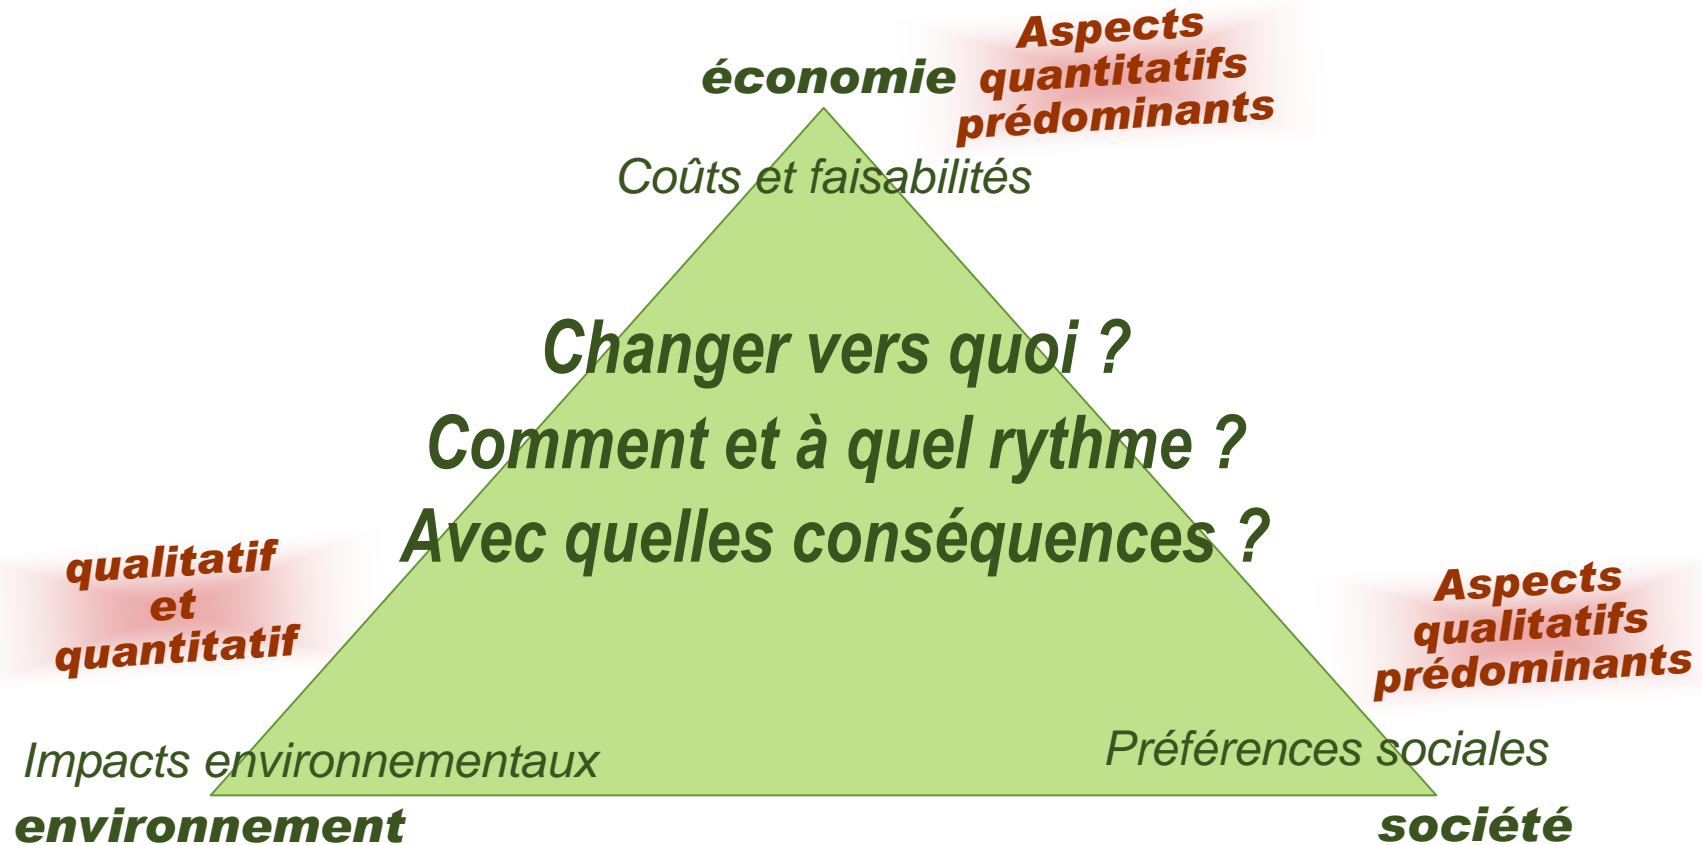 économie
Aspects
quantitatifs
prédominants
Coûts et faisabilités
Changer vers quoi ?
Comment et à quel rythme ?
Avec quelles conséquences ?
qualitatif
et
quantitatif
Aspects
qualitatifs
prédominants
Impacts environnementaux
Préférences sociales
environnement
société